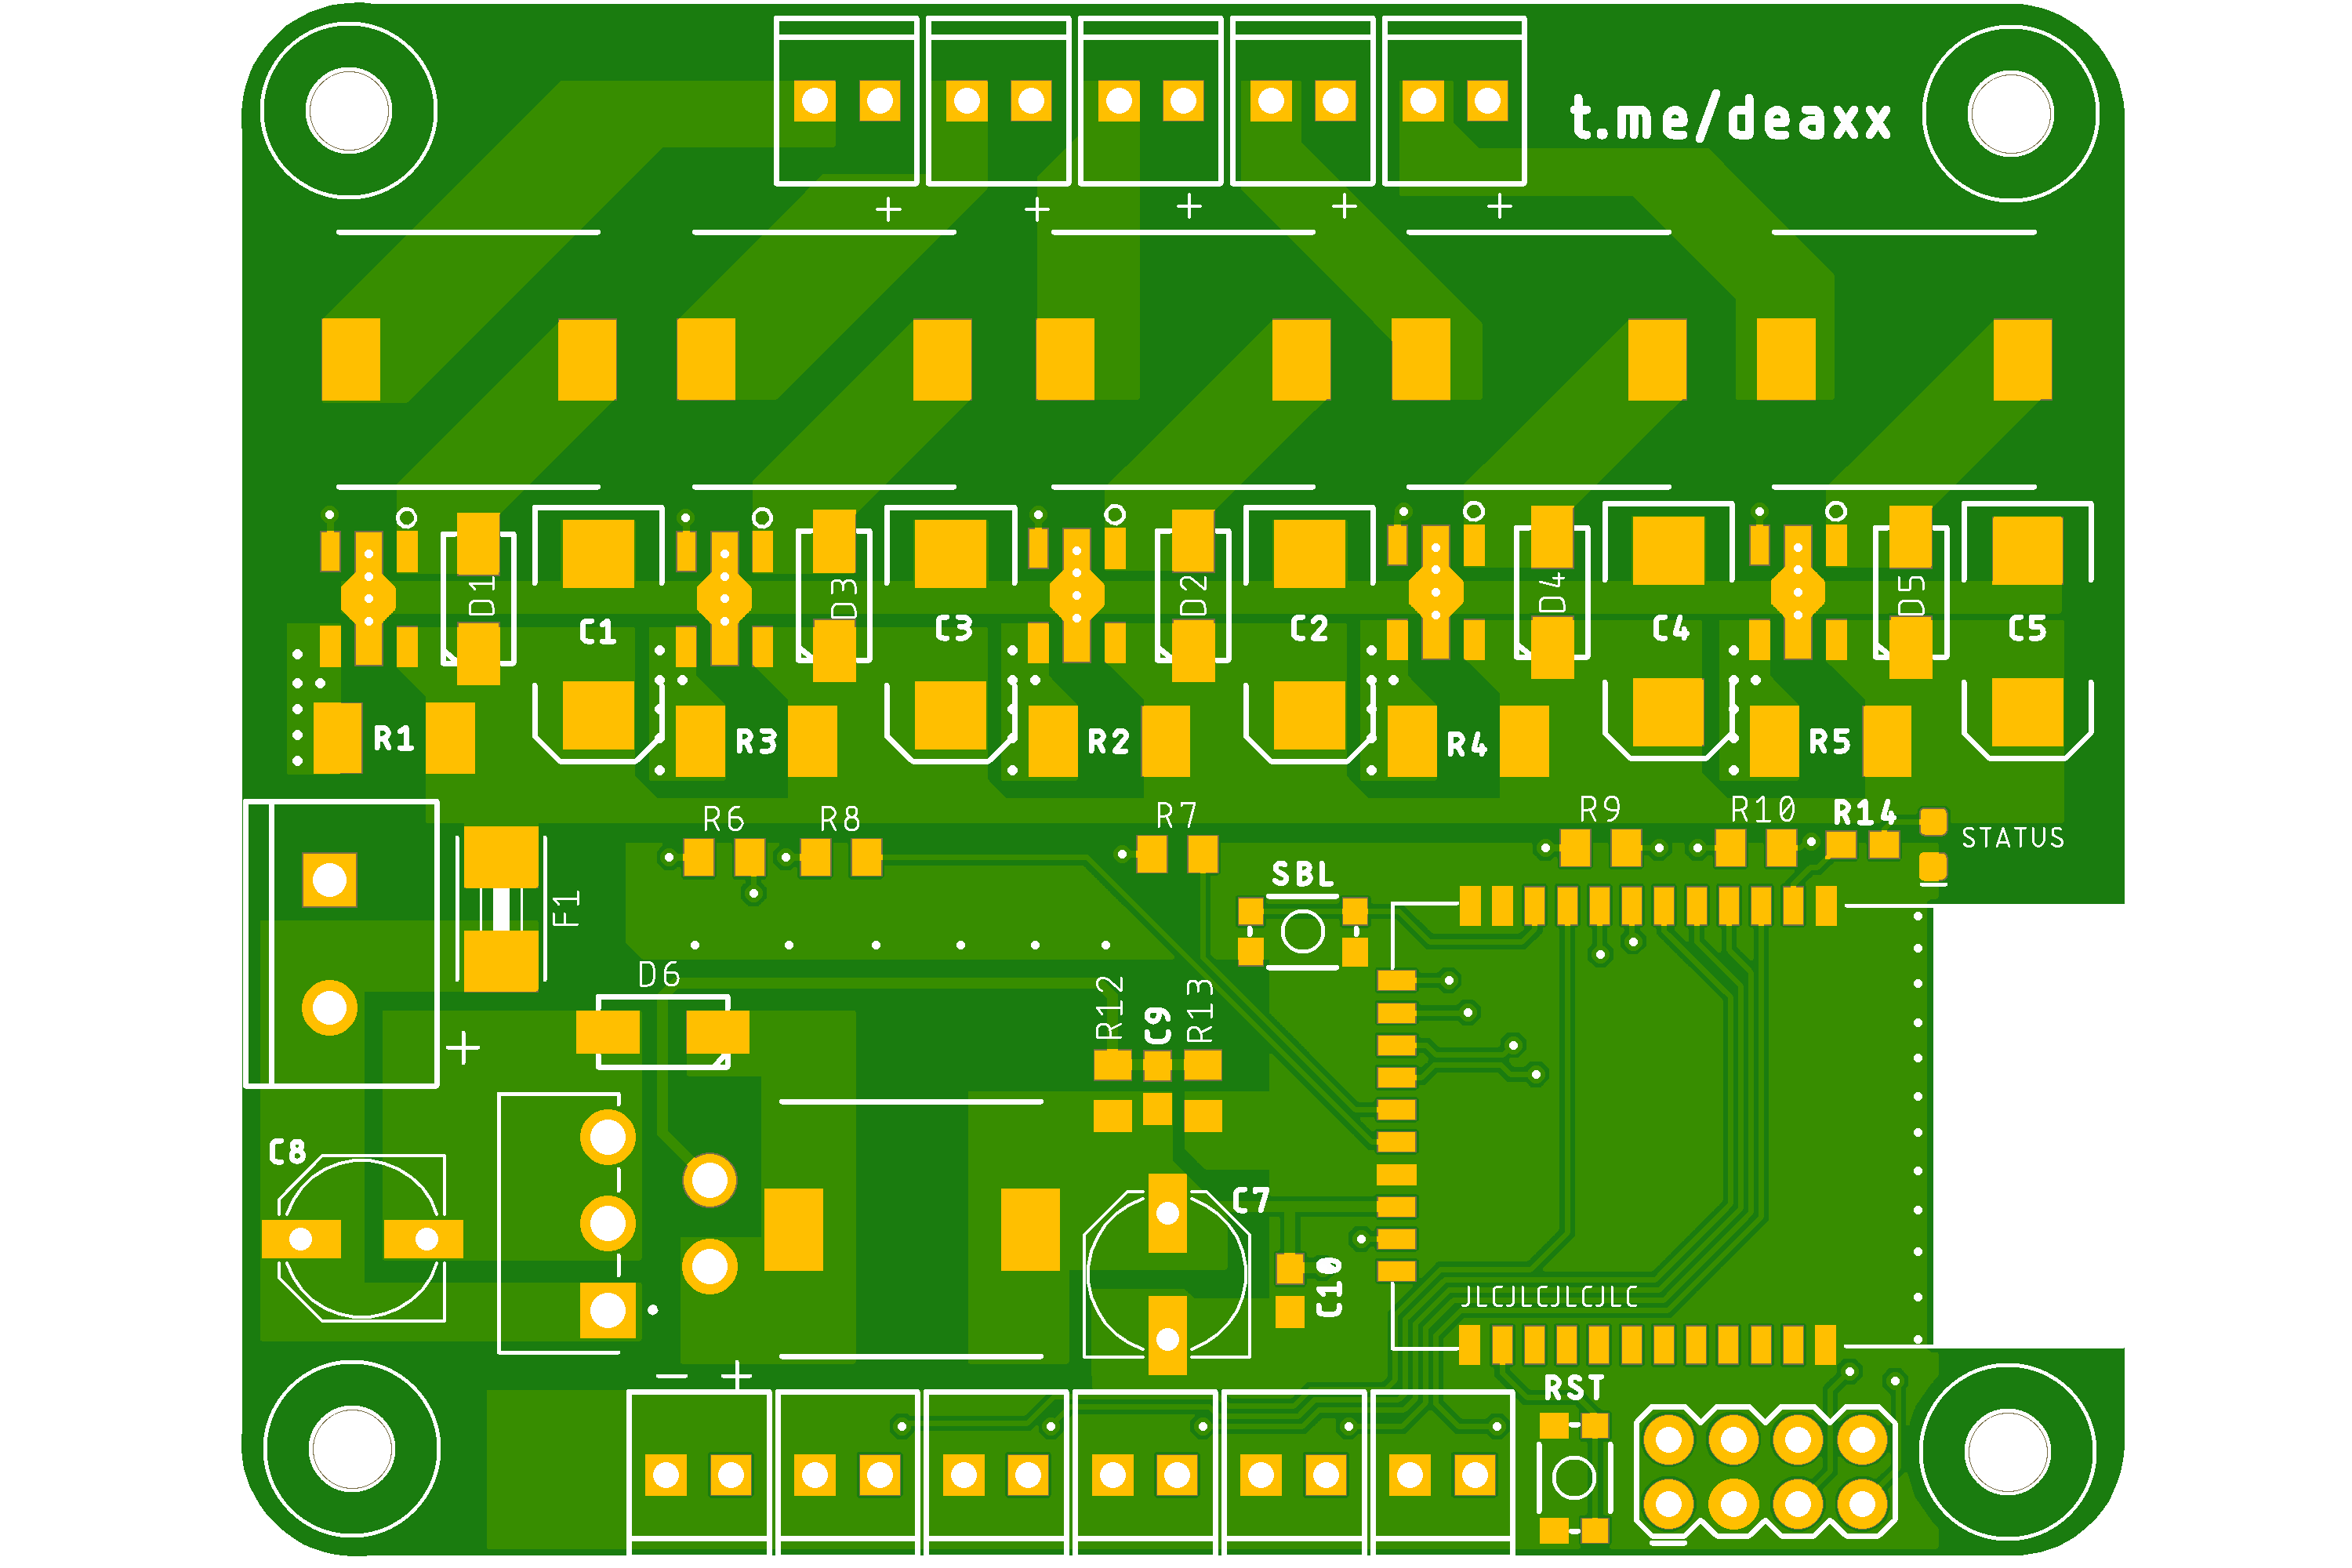 t.me/deaxx
+ + + + +
D1 C1 D3 C3 D2 C2 D4 C4 D5 C5
R1 R3 R2 R4 R5
R6 R8 R7 R9 R10 R14
STATUS
SBL
F1
D6
R12 C9 R13
+
C8
C7
C10
JLCJLCJLCJLC
- +
RST